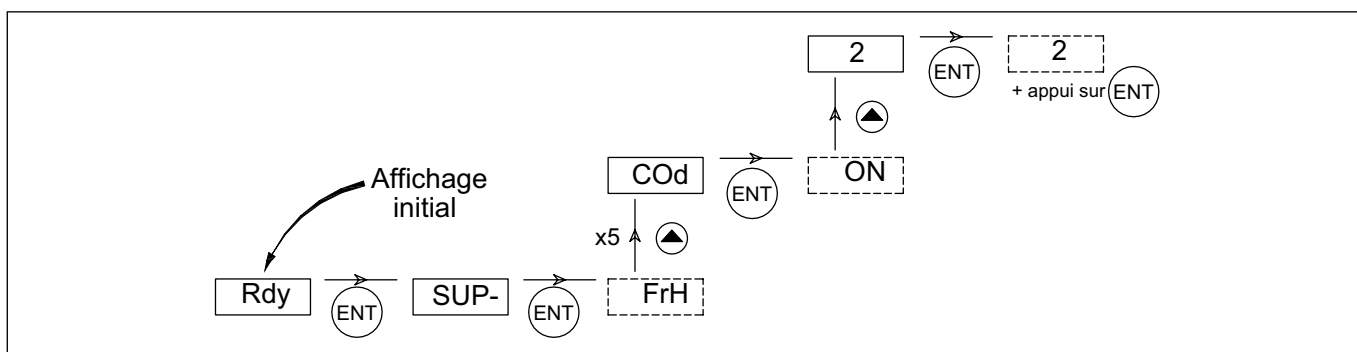 2
ENT
2
+ appui sur ENT
COd
ENT
ON
Affichage
initial
x5
Rdy
ENT
SUP-
ENT
FrH